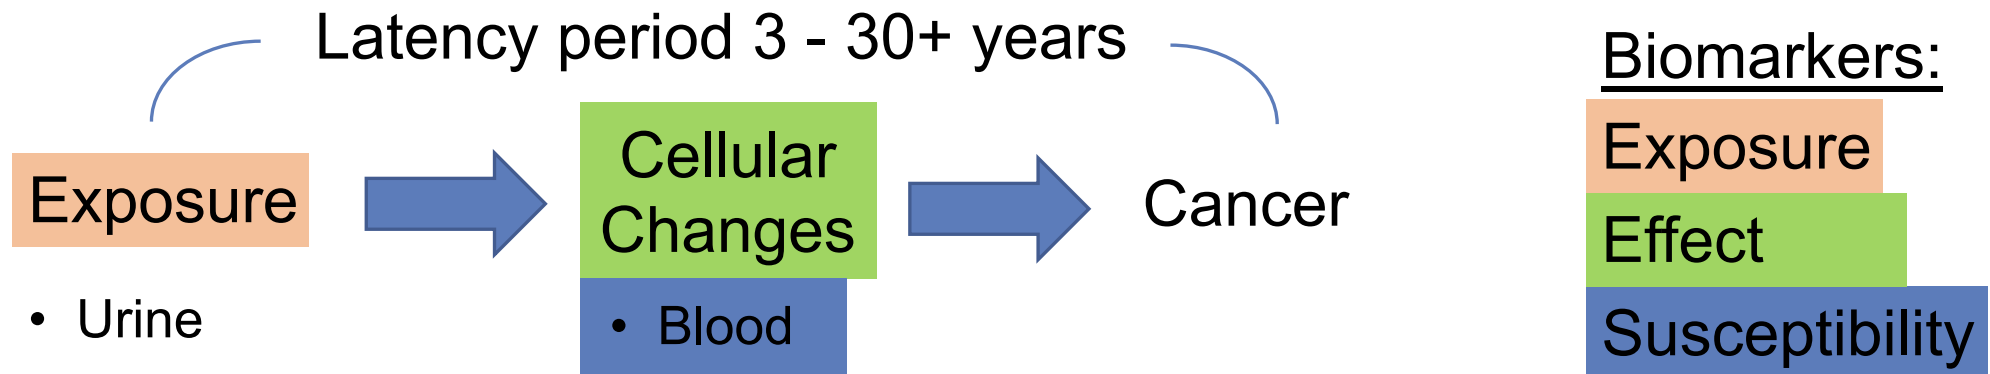 Latency period 3 - 30+ years
Exposure
• Urine
Cellular
Changes
• Blood
Cancer
Biomarkers:
Exposure
Effect
Susceptibility